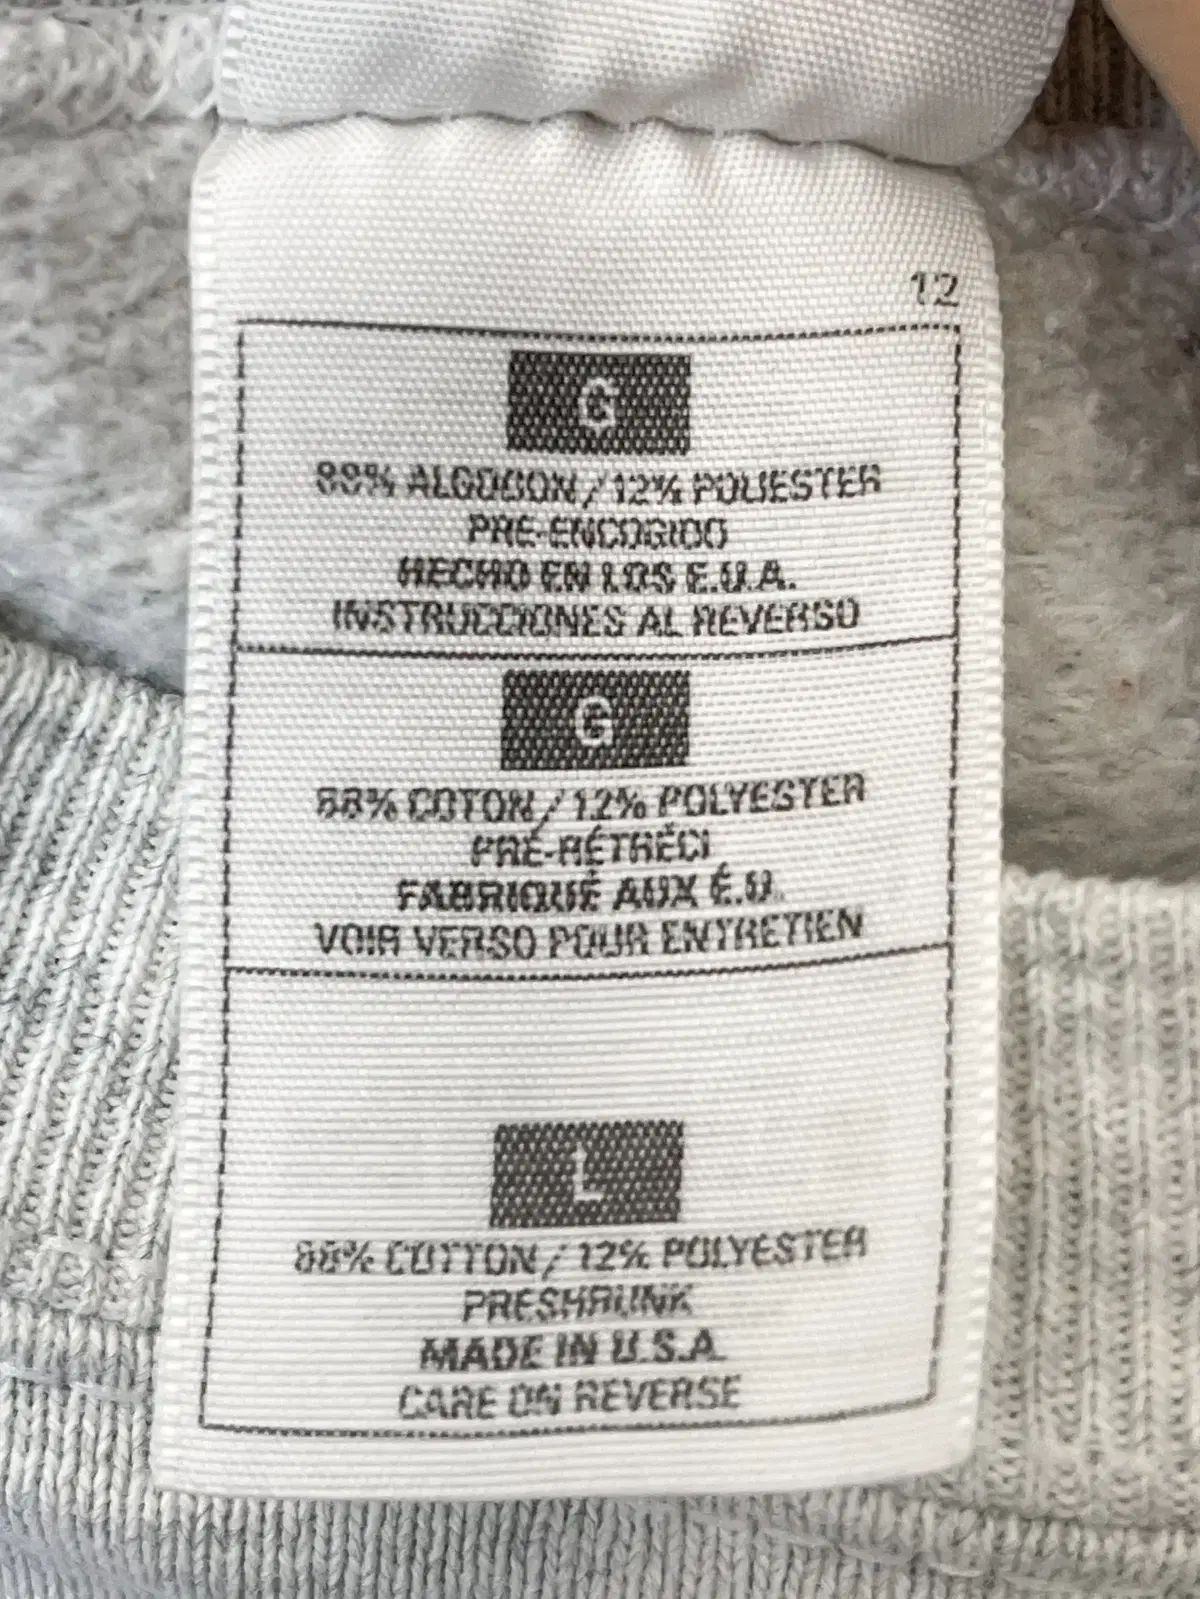 12
G
88% ALGODON / 12% POLIESTER
PRE-ENCOGIDO
HECHO EN LOS E.U.A.
INSTRUCCIONES AL REVERSO
G
88% COTON / 12% POLYESTER
PRÉ-RÉTRÉCI
FABRIQUÉ AUX É.U.
VOIR VERSO POUR ENTRETIEN
L
88% COTTON / 12% POLYESTER
PRESHRUNK
MADE IN U.S.A.
CARE ON REVERSE